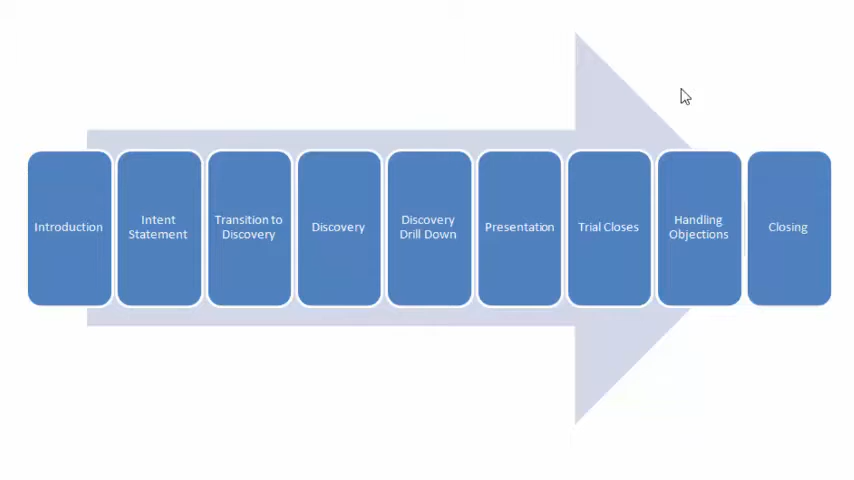 Introduction
Intent
Statement
Transition to
Discovery
Discovery
Discovery
Drill Down
Presentation
Trial Closes
Handling
Objections
Closing